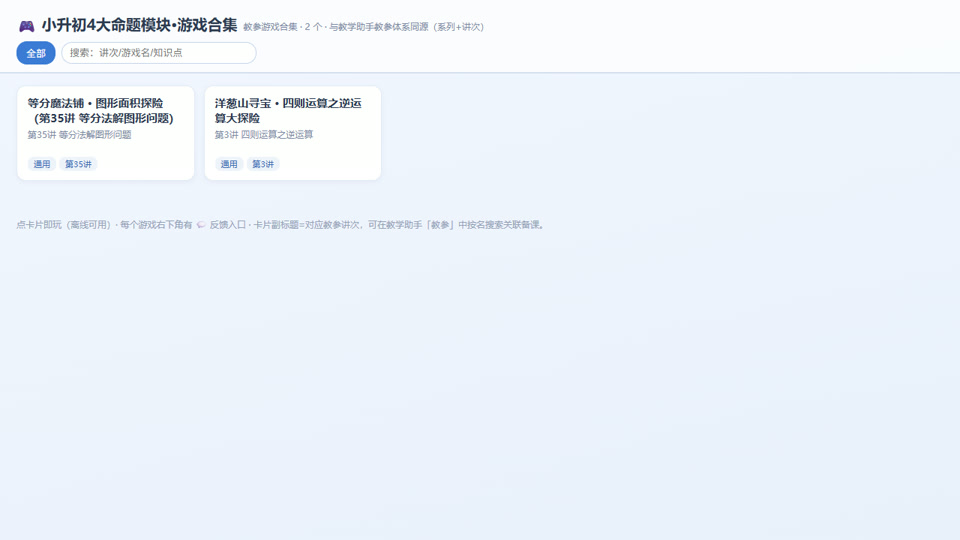 🎮 小升初4大命题模块·游戏合集 教参游戏合集 · 2 个 · 与教学助手教参体系同源（系列+讲次）
全部 搜索：讲次/游戏名/知识点
等分魔法铺 · 图形面积探险
（第35讲 等分法解图形问题）
第35讲 等分法解图形问题
通用 第35讲
洋葱山寻宝 · 四则运算之逆运
算大探险
第3讲 四则运算之逆运算
通用 第3讲
点卡片即玩（离线可用）· 每个游戏右下角有 💬 反馈入口 · 卡片副标题=对应教参讲次，可在教学助手「教参」中按名搜索关联备课。